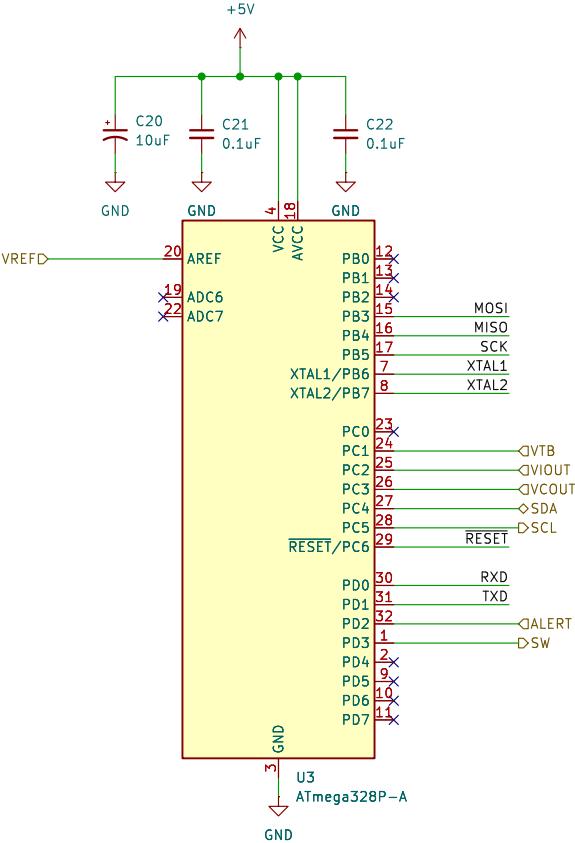 +5V
+
C20
10uF
C21
0.1uF
C22
0.1uF
GND
GND
GND
4
18
VCC
AVCC
VREF
20
AREF
PB0
12
PB1
13
19
ADC6
PB2
14
22
ADC7
PB3
15
MOSI
PB4
16
MISO
PB5
17
SCK
XTAL1/PB6
7
XTAL1
XTAL2/PB7
8
XTAL2
PC0
23
PC1
24
VTB
PC2
25
VIOUT
PC3
26
VCOUT
PC4
27
SDA
PC5
28
SCL
RESET/PC6
29
RESET
PD0
30
RXD
PD1
31
TXD
PD2
32
ALERT
PD3
1
SW
PD4
2
PD5
9
PD6
10
PD7
11
GND
3
U3
ATmega328P-A
GND